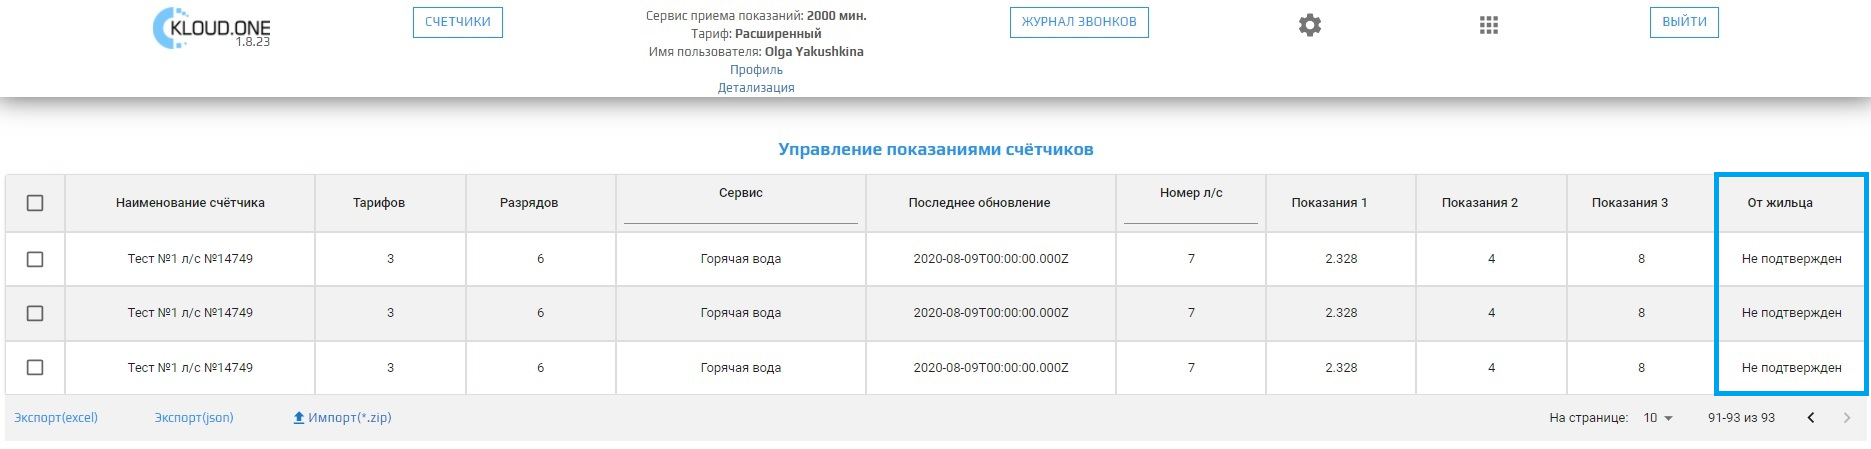 KLOUD.ONE
1.8.23
СЧЕТЧИКИ
Сервис приема показаний: 2000 мин.
Тариф: Расширенный
Имя пользователя: Olga Yakushkina
Профиль
Детализация
ЖУРНАЛ ЗВОНКОВ
ВЫЙТИ
Управление показаниями счётчиков
Наименование счётчика Тарифов Разрядов Сервис Последнее обновление Номер л/с Показания 1 Показания 2 Показания 3 От жильца
Тест №1 л/с №14749 3 6 Горячая вода 2020-08-09T00:00:00.000Z 7 2.328 4 8 Не подтвержден
Тест №1 л/с №14749 3 6 Горячая вода 2020-08-09T00:00:00.000Z 7 2.328 4 8 Не подтвержден
Тест №1 л/с №14749 3 6 Горячая вода 2020-08-09T00:00:00.000Z 7 2.328 4 8 Не подтвержден
Экспорт(excel) Экспорт(json) Импорт(*.zip) На странице: 10 91-93 из 93